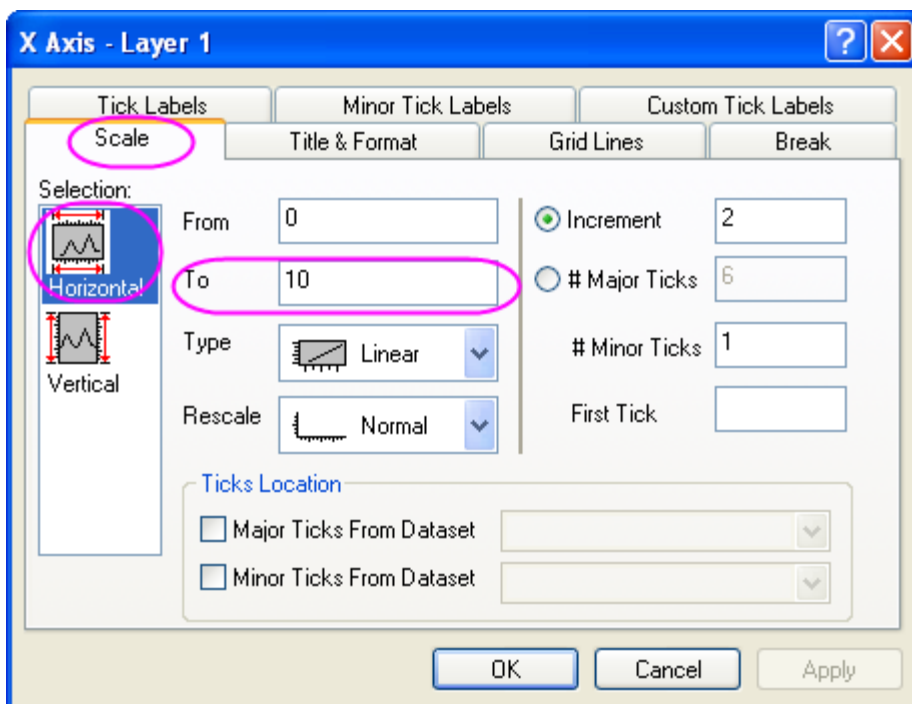 X Axis - Layer 1
Tick Labels Minor Tick Labels Custom Tick Labels
Scale Title & Format Grid Lines Break
Selection:
Horizontal
Vertical
From 0
To 10
Type Linear
Rescale Normal
Increment 2
# Major Ticks 6
# Minor Ticks 1
First Tick
Ticks Location
Major Ticks From Dataset
Minor Ticks From Dataset
OK Cancel Apply